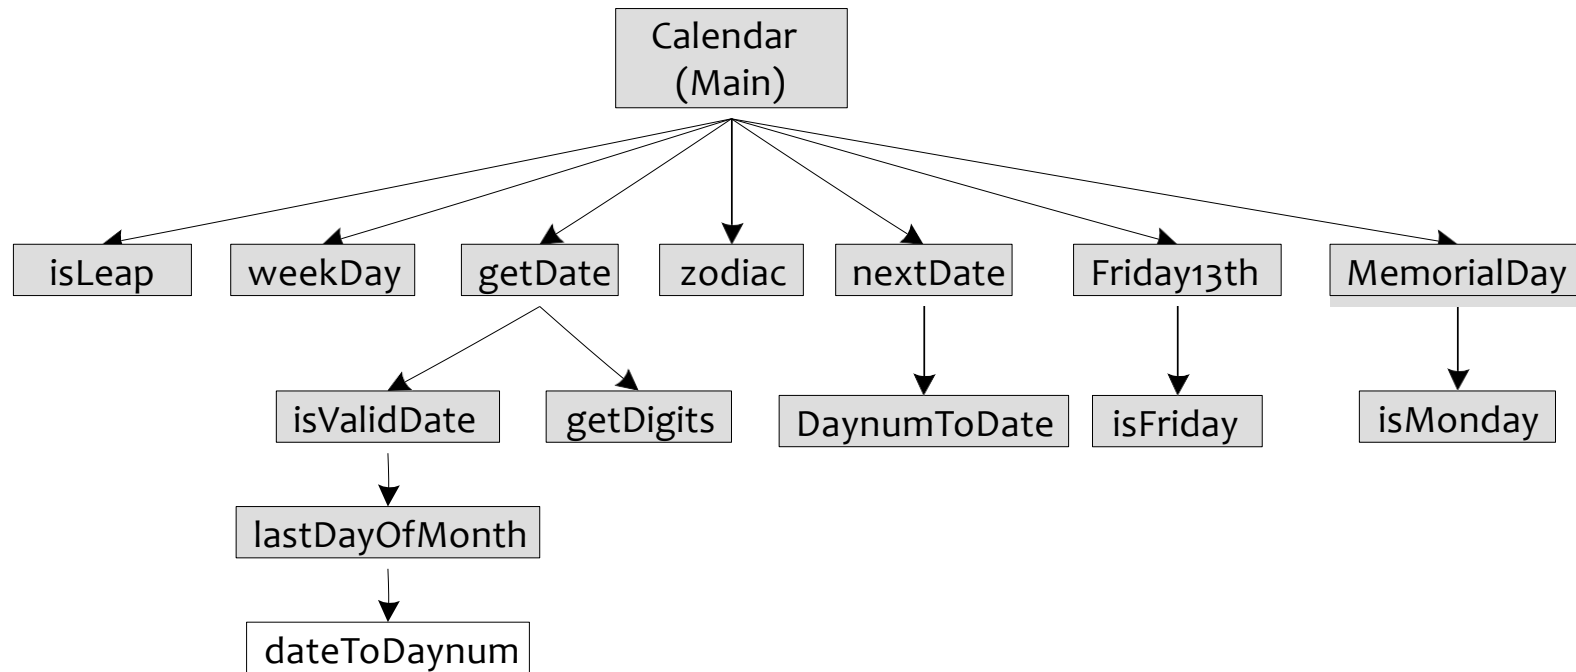 Calendar
(Main)
isLeap
weekDay
getDate
zodiac
nextDate
Friday13th
MemorialDay
isValidDate
getDigits
DaynumToDate
isFriday
isMonday
lastDayOfMonth
dateToDaynum